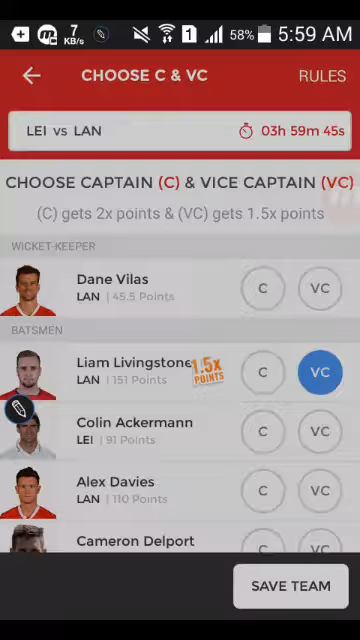 7
KB/s
1
58%
5:59 AM
CHOOSE C & VC
RULES
LEI vs LAN
03h 59m 45s
CHOOSE CAPTAIN (C) & VICE CAPTAIN (VC)
(C) gets 2x points & (VC) gets 1.5x points
WICKET-KEEPER
Dane Vilas
LAN | 45.5 Points
C
VC
BATSMEN
Liam Livingstone
LAN | 151 Points
1.5x
POINTS
C
VC
Colin Ackermann
LEI | 91 Points
C
VC
Alex Davies
LAN | 110 Points
C
VC
Cameron Delport
C
VC
SAVE TEAM